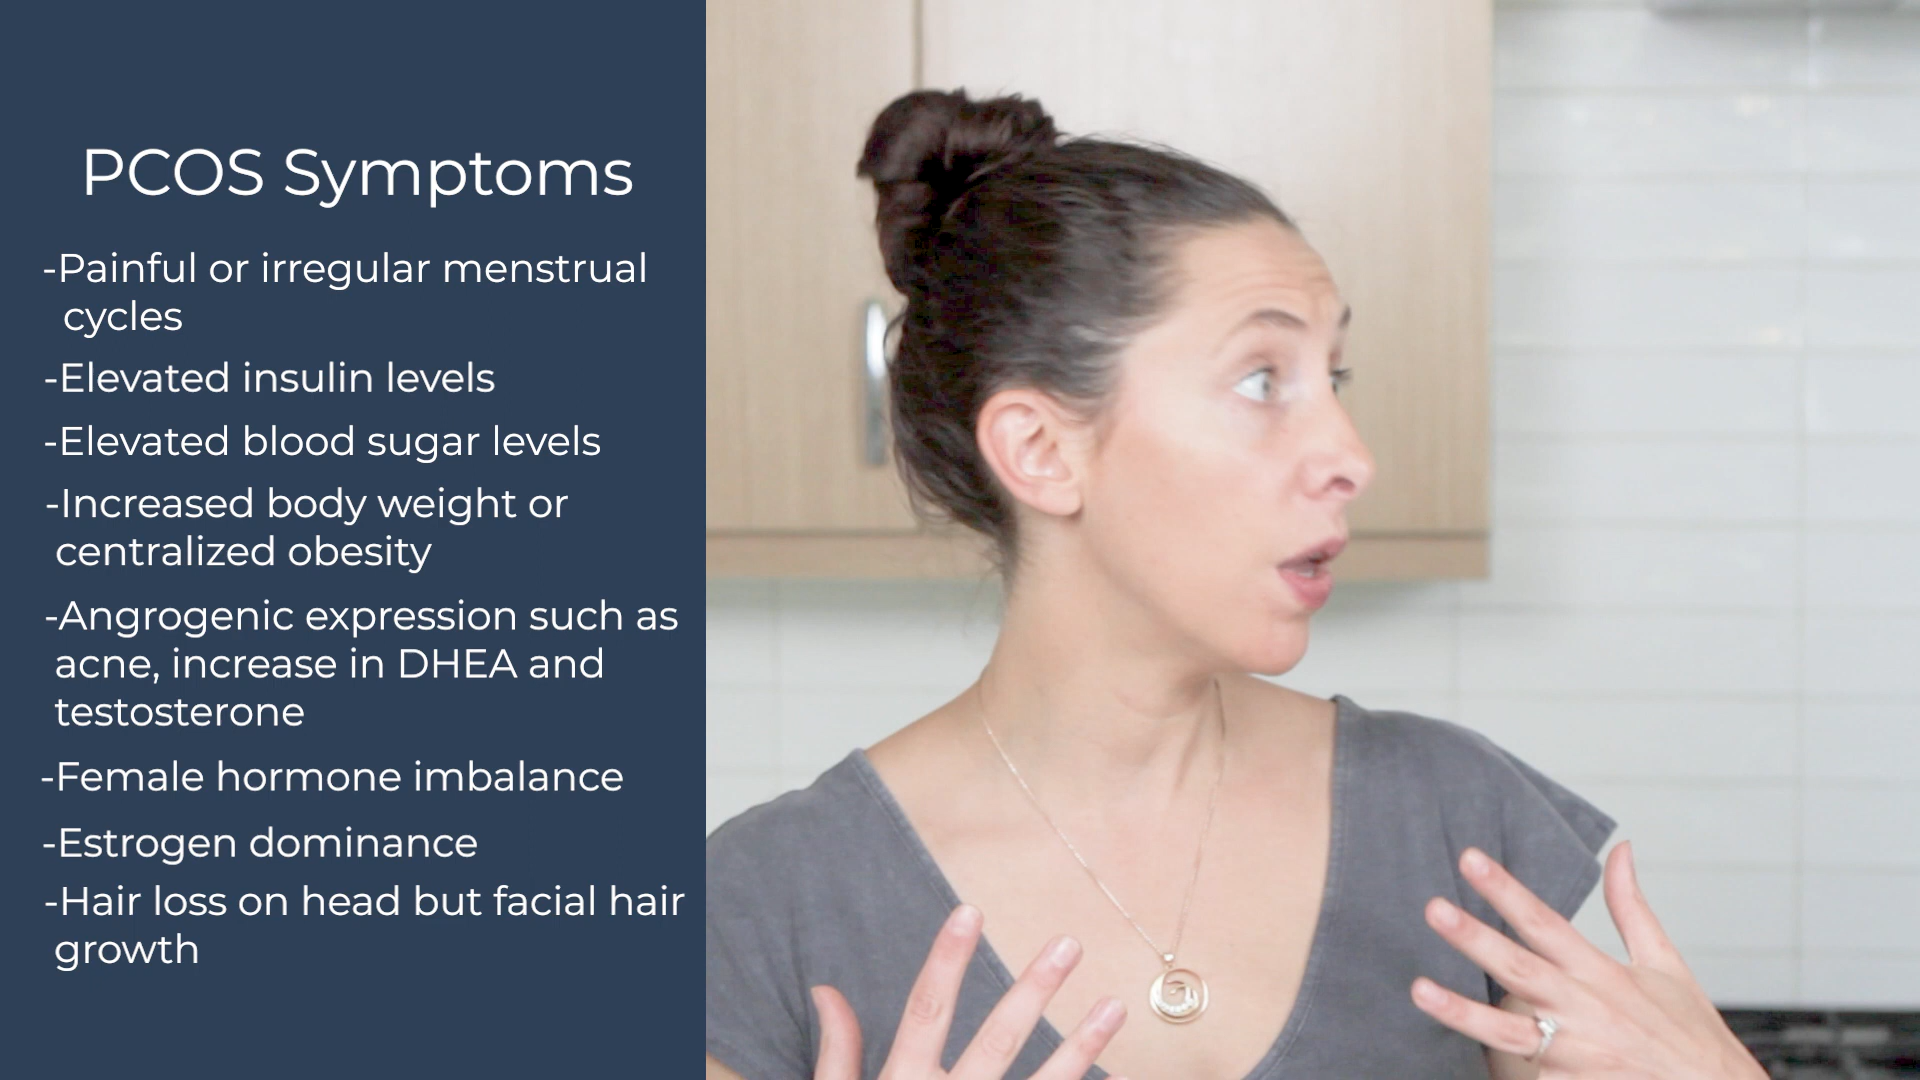 PCOS Symptoms
-Painful or irregular menstrual
cycles
-Elevated insulin levels
-Elevated blood sugar levels
-Increased body weight or
centralized obesity
-Angrogenic expression such as
acne, increase in DHEA and
testosterone
-Female hormone imbalance
-Estrogen dominance
-Hair loss on head but facial hair
growth